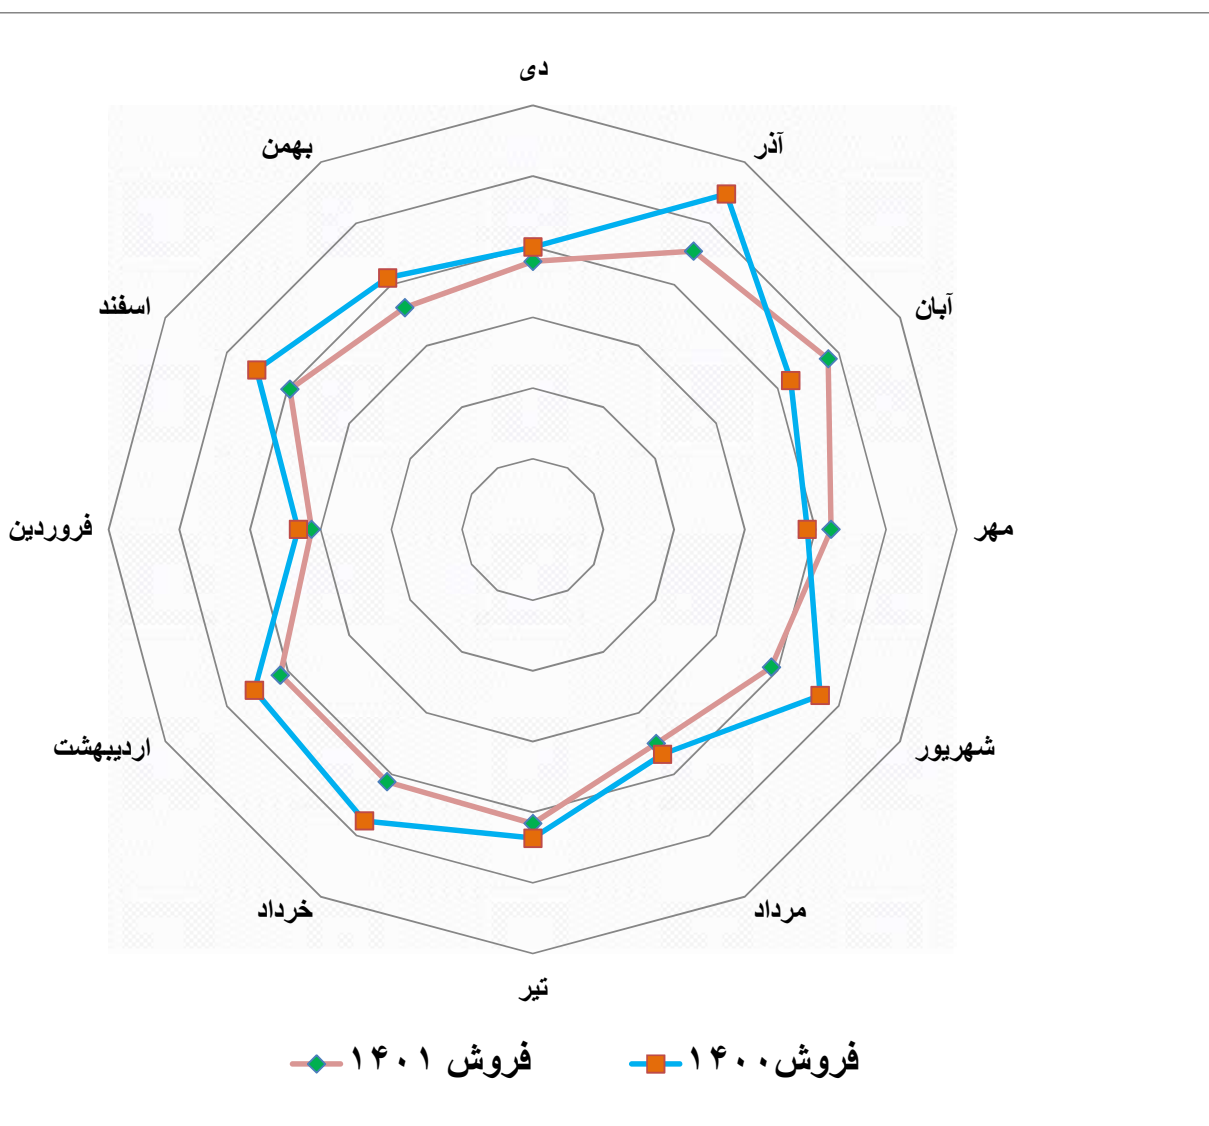 دی
آذر
بهمن
آبان
اسفند
مهر
فروردین
شهریور
اردیبهشت
مرداد
خرداد
تیر
فروش۱۴۰۰
فروش ۱۴۰۱